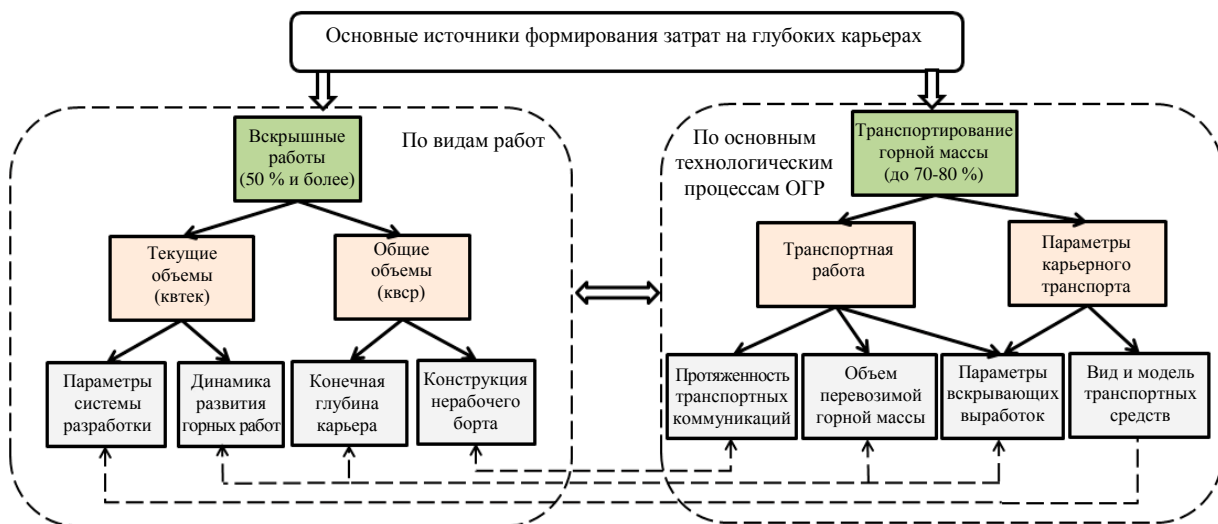 Основные источники формирования затрат на глубоких карьерах
По видам работ
Вскрышные
работы
(50 % и более)
Текущие
объемы
(квтек)
Общие
объемы
(квср)
Параметры
системы
разработки
Динамика
развития
горных работ
Конечная
глубина
карьера
Конструкция
нерабочего
борта
По основным
технологическим
процессам ОГР
Транспортирование
горной массы
(до 70-80 %)
Транспортная
работа
Параметры
карьерного
транспорта
Протяженность
транспортных
коммуникаций
Объем
перевозимой
горной массы
Параметры
вскрывающих
выработок
Вид и модель
транспортных
средств